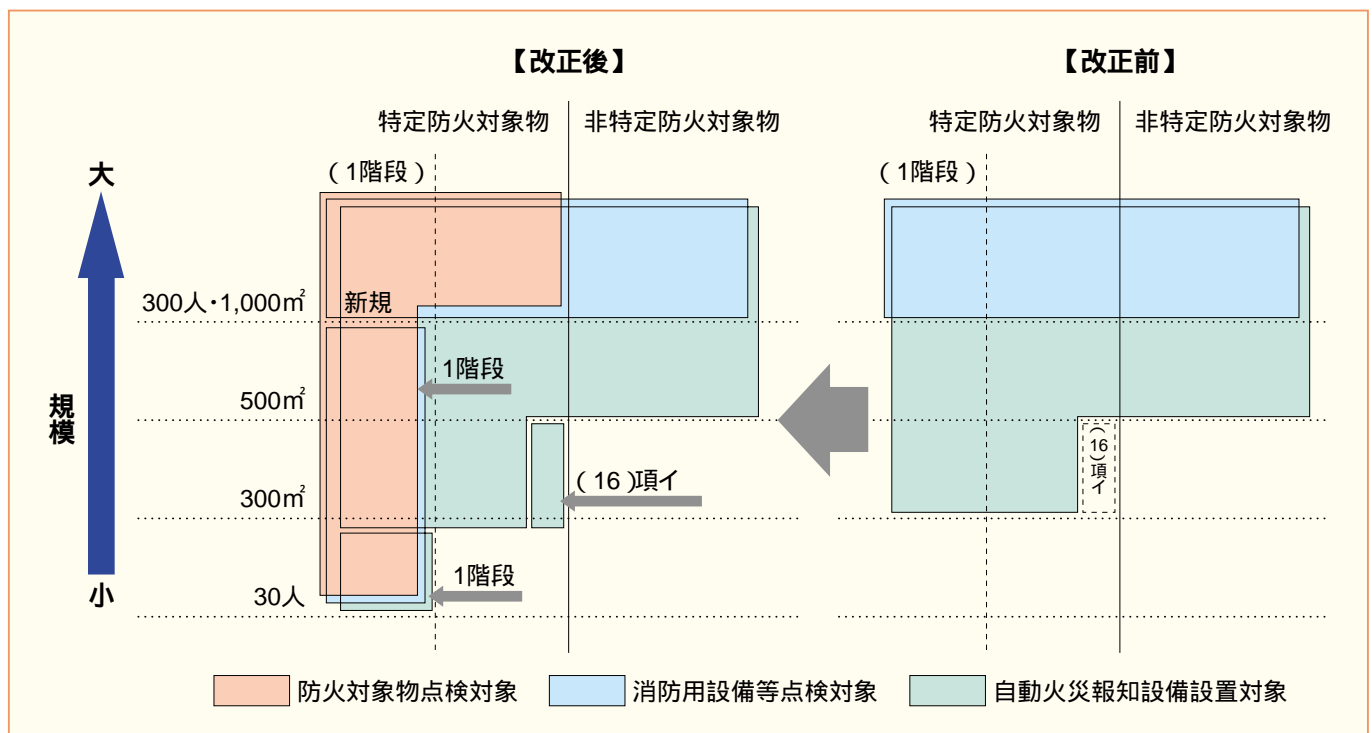 【改正後】
【改正前】
特定防火対象物
非特定防火対象物
特定防火対象物
非特定防火対象物
（1階段）
（1階段）
大
規模
小
300人・1,000㎡
新規
1階段
500㎡
（16）項イ
（16）項イ
300㎡
1階段
30人
防火対象物点検対象
消防用設備等点検対象
自動火災報知設備設置対象